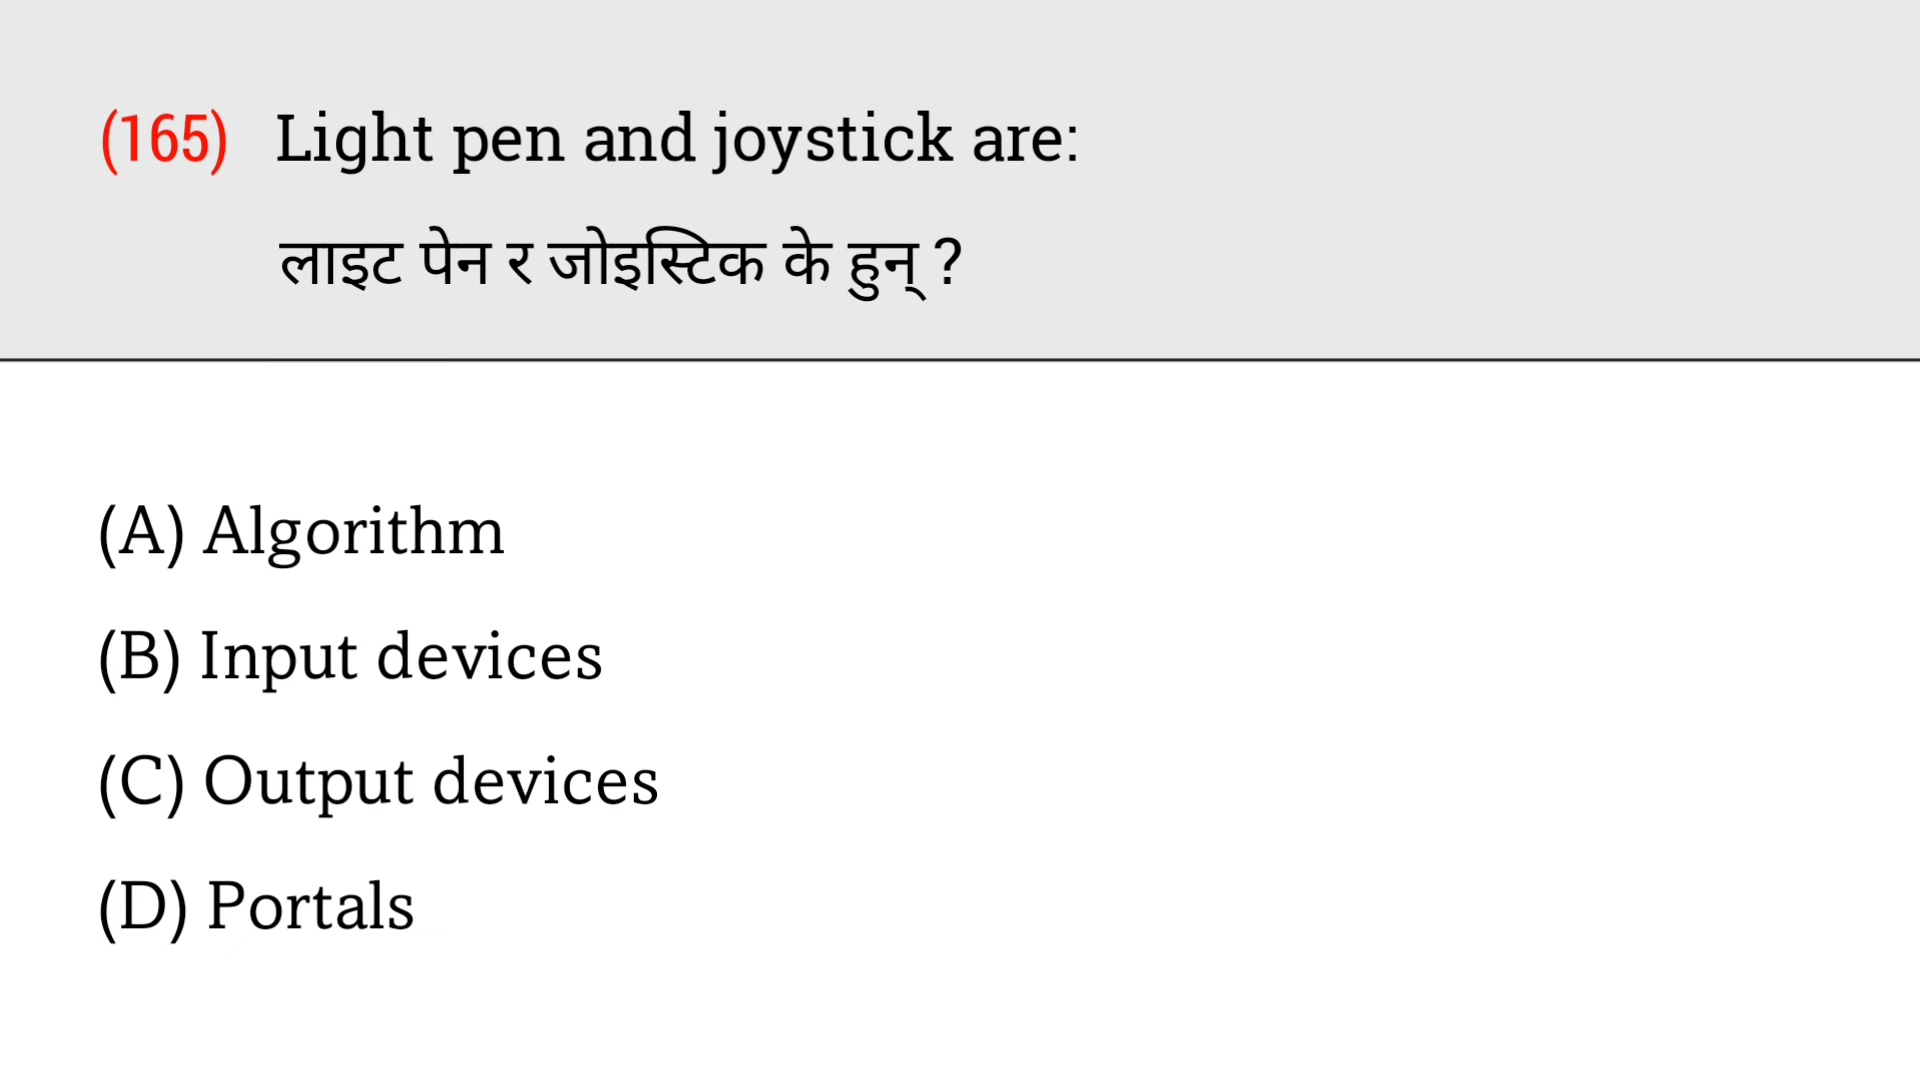 (165) Light pen and joystick are:
लाइट पेन र जोइस्टिक के हुन् ?
(A) Algorithm
(B) Input devices
(C) Output devices
(D) Portals